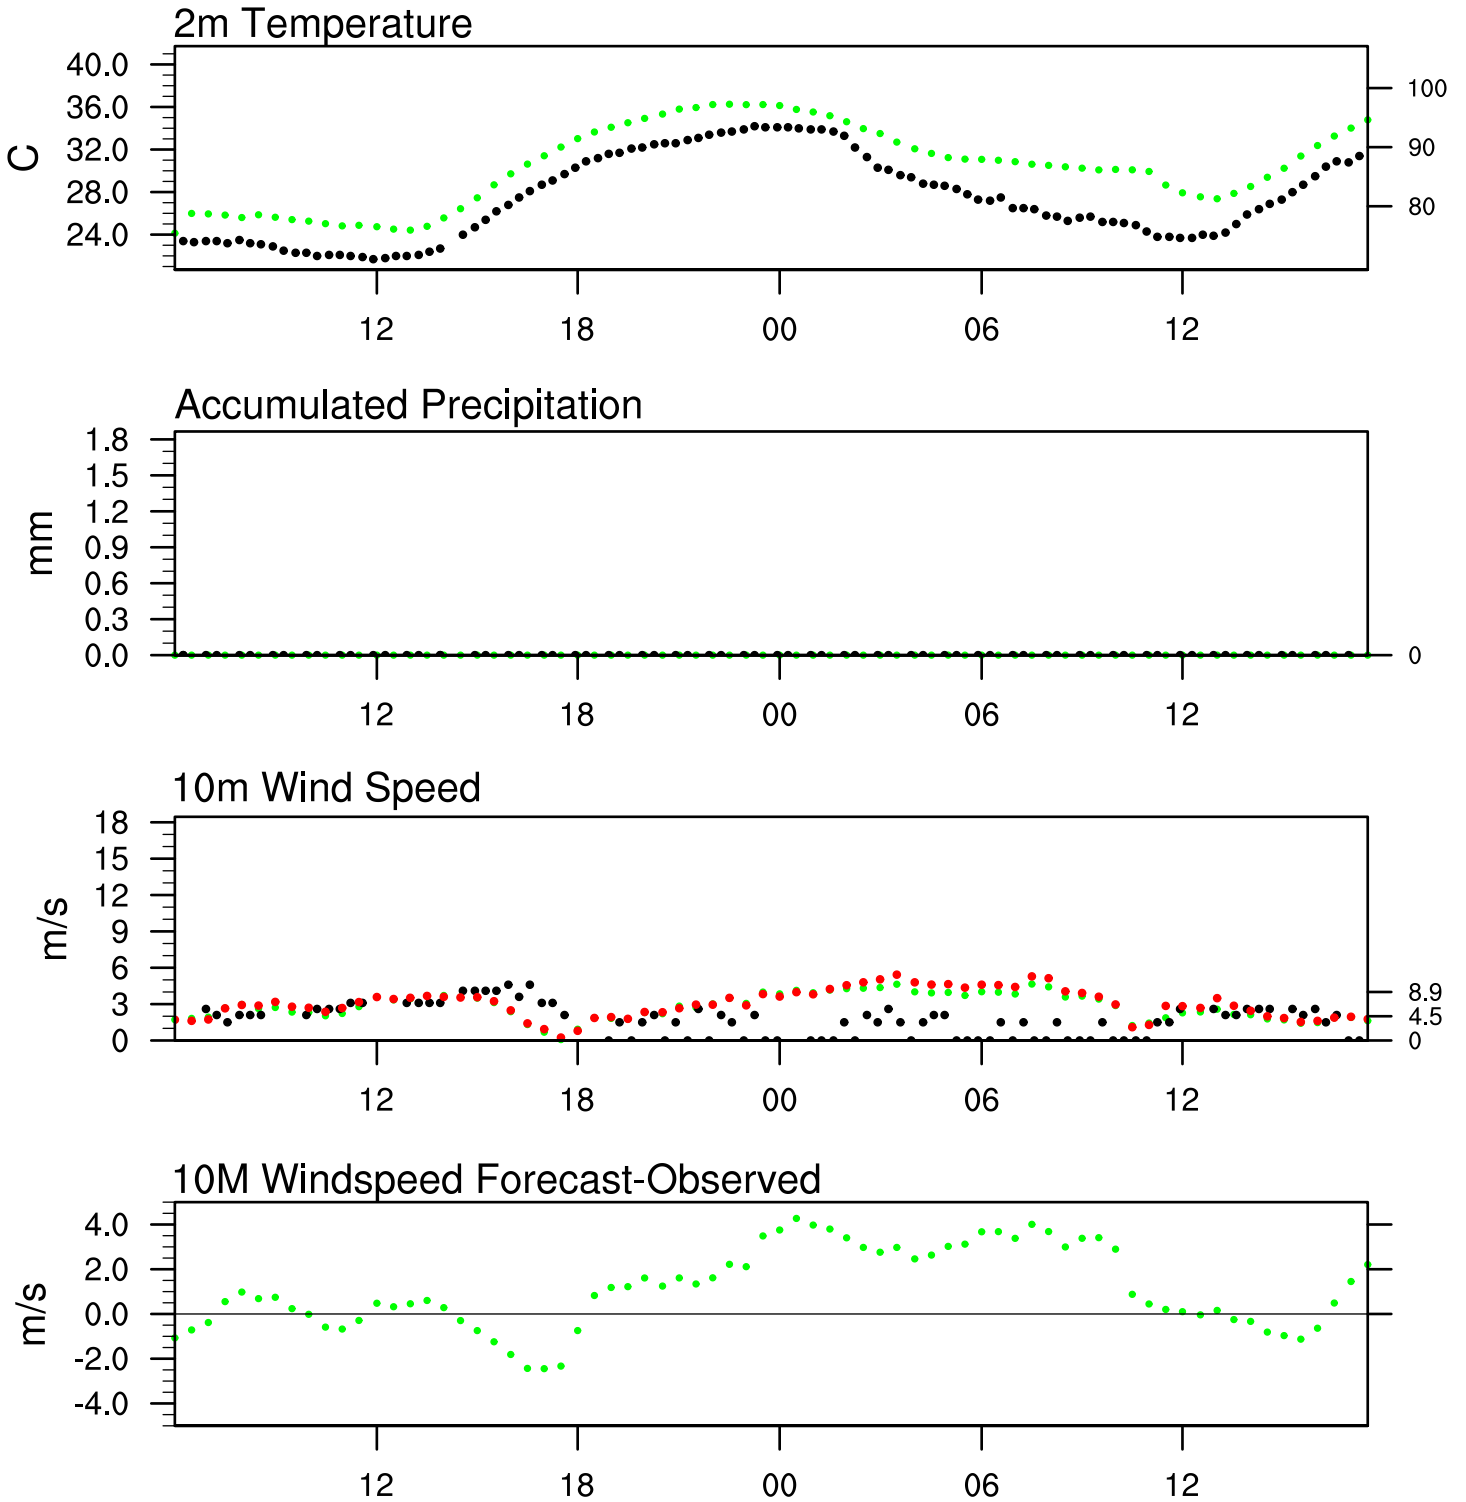 2m Temperature
40.0
36.0
32.0
28.0
24.0
C
100
90
80
12 18 00 06 12
Accumulated Precipitation
1.8
1.5
1.2
0.9
0.6
0.3
0.0
mm
0
12 18 00 06 12
10m Wind Speed
18
15
12
9
6
3
0
m/s
8.9
4.5
0
12 18 00 06 12
10M Windspeed Forecast-Observed
4.0
2.0
0.0
-2.0
-4.0
m/s
12 18 00 06 12